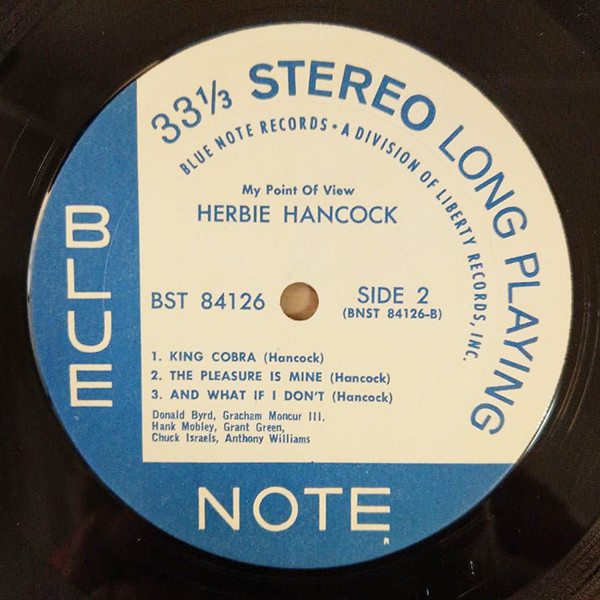 33⅓ STEREO LONG PLAYING
BLUE NOTE RECORDS • A DIVISION OF LIBERTY RECORDS, INC.
My Point Of View
HERBIE HANCOCK
BST 84126
SIDE 2
(BNST 84126-B)
1. KING COBRA (Hancock)
2. THE PLEASURE IS MINE (Hancock)
3. AND WHAT IF I DON'T (Hancock)
Donald Byrd, Gracham Moncur III,
Hank Mobley, Grant Green,
Chuck Israels, Anthony Williams
BLUE
NOTE
R